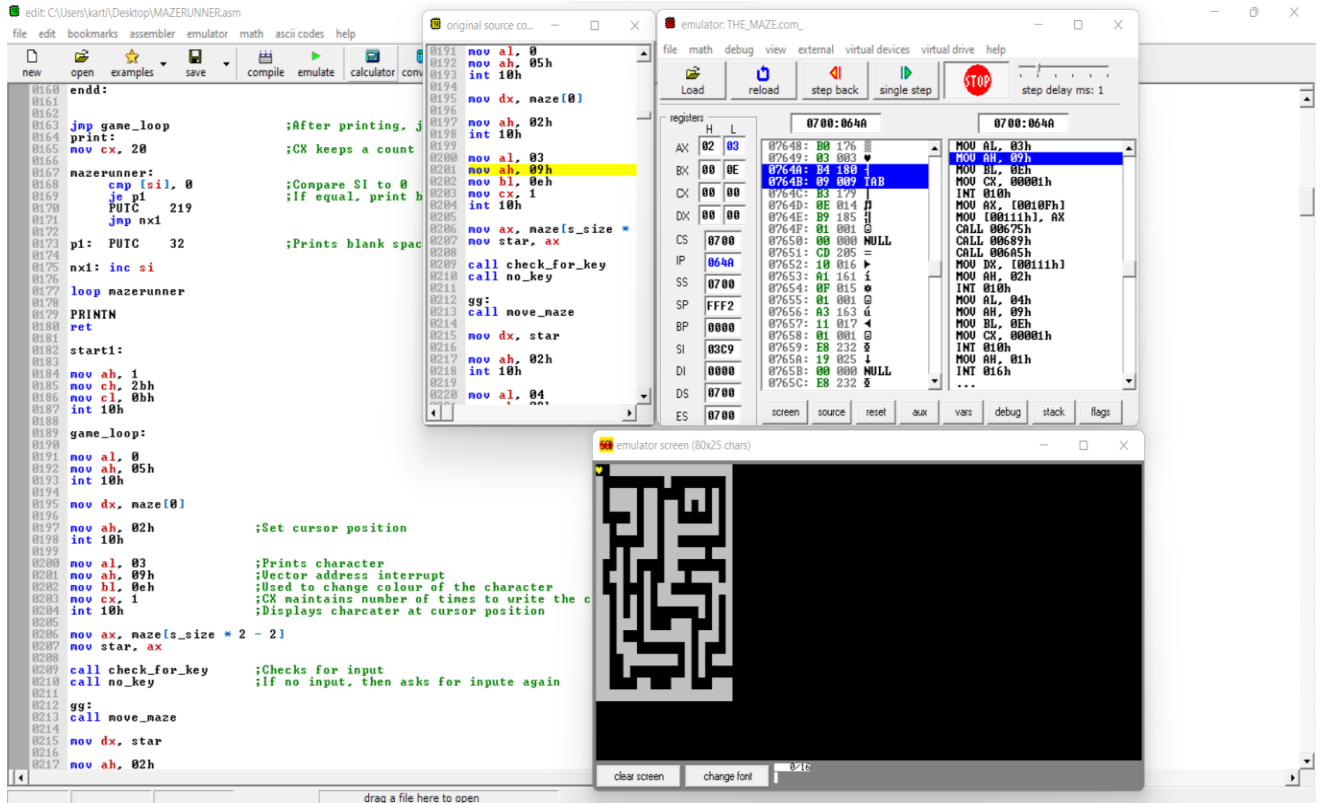 edit: C:\Users\karti\Desktop\MAZERUNNER.asm
file edit bookmarks assembler emulator math ascii codes help
new open examples save compile emulate calculator conv
0160 endd:
0161
0162
0163 jmp game_loop ;After printing, j
0164 print:
0165 mov cx, 20 ;CX keeps a count
0166
0167 mazerunner:
0168 cmp [si], 0 ;Compare SI to 0
0169 je p1 ;If equal, print b
0170 PUTC 219
0171 jmp nx1
0172
0173 p1: PUTC 32 ;Prints blank spac
0174
0175 nx1: inc si
0176
0177 loop mazerunner
0178
0179 PRINTN
0180 ret
0181
0182 start1:
0183
0184 mov ah, 1
0185 mov ch, 2bh
0186 mov cl, 0bh
0187 int 10h
0188
0189 game_loop:
0190
0191 mov al, 0
0192 mov ah, 05h
0193 int 10h
0194
0195 mov dx, maze[0]
0196
0197 mov ah, 02h ;Set cursor position
0198 int 10h
0199
0200 mov al, 03 ;Prints character
0201 mov ah, 09h ;Vector address interrupt
0202 mov bl, 0eh ;Used to change colour of the character
0203 mov cx, 1 ;CX maintains number of times to write the c
0204 int 10h ;Displays charcater at cursor position
0205
0206 mov ax, maze[s_size * 2 - 2]
0207 mov star, ax
0208
0209 call check_for_key ;Checks for input
0210 call no_key ;If no input, then asks for inpute again
0211
0212 gg:
0213 call move_maze
0214
0215 mov dx, star
0216
0217 mov ah, 02h
drag a file here to open
original source co...
0191 mov al, 0
0192 mov ah, 05h
0193 int 10h
0194
0195 mov dx, maze[0]
0196
0197 mov ah, 02h
0198 int 10h
0199
0200 mov al, 03
0201 mov ah, 09h
0202 mov bl, 0eh
0203 mov cx, 1
0204 int 10h
0205
0206 mov ax, maze[s_size *
0207 mov star, ax
0208
0209 call check_for_key
0210 call no_key
0211
0212 gg:
0213 call move_maze
0214
0215 mov dx, star
0216
0217 mov ah, 02h
0218 int 10h
0219
0220 mov al, 04
emulator: THE_MAZE.com_
file math debug view external virtual devices virtual drive help
Load reload step back single step STOP step delay ms: 1
registers
H L
AX 02 03
BX 00 0E
CX 00 00
DX 00 00
CS 0700
IP 064A
SS 0700
SP FFF2
BP 0000
SI 03C9
DI 0000
DS 0700
ES 0700
0700:064A
07648: B0 176 ▒
07649: 03 003 ♥
0764A: B4 180 ┤
0764B: 09 009 TAB
0764C: B3 179 │
0764D: 0E 014 ♫
0764E: B9 185 ╣
0764F: 01 001 ☺
07650: 00 000 NULL
07651: CD 205 =
07652: 10 016 ►
07653: A1 161 í
07654: 0F 015 ☼
07655: 01 001 ☺
07656: A3 163 ú
07657: 11 017 ◄
07658: 01 001 ☺
07659: E8 232
0765A: 19 025 ↓
0765B: 00 000 NULL
0765C: E8 232
0700:064A
MOV AL, 03h
MOV AH, 09h
MOV BL, 0Eh
MOV CX, 00001h
INT 010h
MOV AX, [0010Fh]
MOV [00111h], AX
CALL 00675h
CALL 00689h
CALL 006A5h
MOV DX, [00111h]
MOV AH, 02h
INT 010h
MOV AL, 04h
MOV AH, 09h
MOV BL, 0Eh
MOV CX, 00001h
INT 010h
MOV AH, 01h
INT 016h
...
screen source reset aux vars debug stack flags
emulator screen (80x25 chars)
clear screen change font 0/16